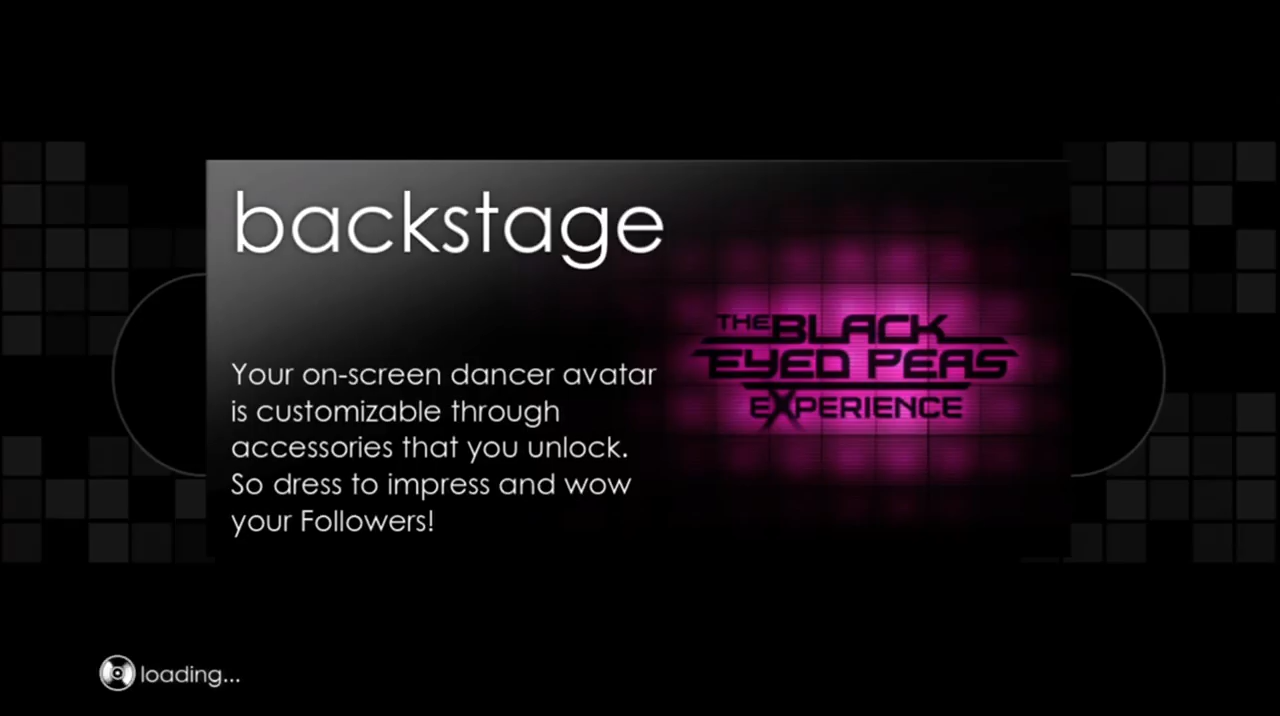 backstage
Your on-screen dancer avatar
is customizable through
accessories that you unlock.
So dress to impress and wow
your Followers!
THE BLACK
EYED PEAS
EXPERIENCE
loading...